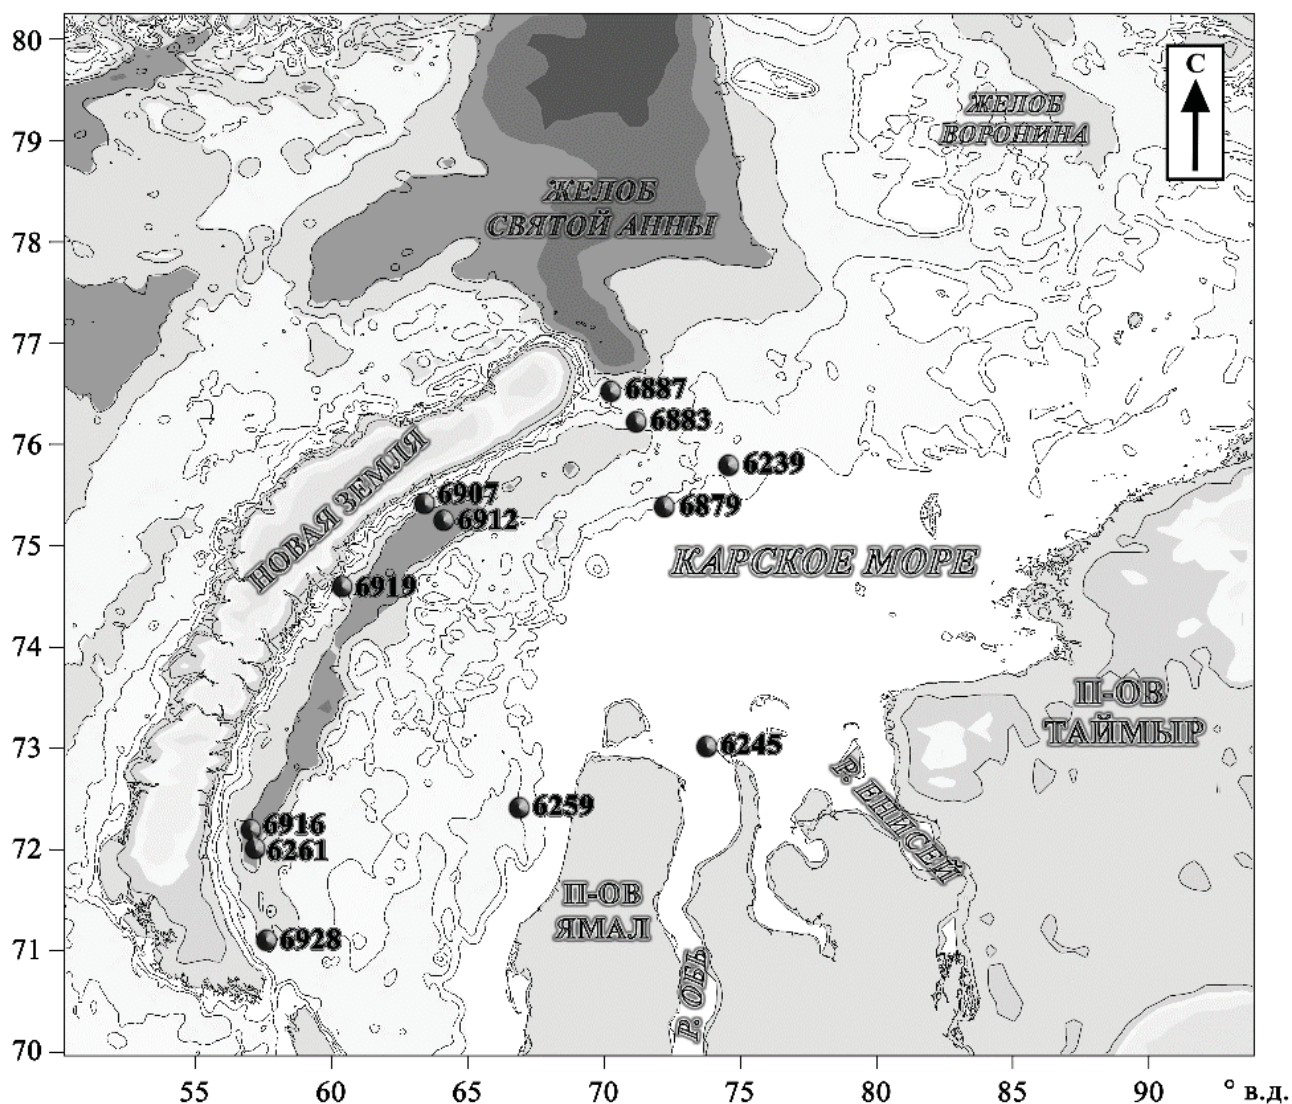 80
79
78
77
76
75
74
73
72
71
70
С
ЖЕЛОБ
ВОРОНИНА
ЖЕЛОБ
СВЯТОЙ АННЫ
6887
6883
6239
6879
НОВАЯ ЗЕМЛЯ
6907
6912
6919
КАРСКОЕ МОРЕ
П-ОВ
ТАЙМЫР
6245
Р. ЕНИСЕЙ
6259
6916
6261
П-ОВ
ЯМАЛ
6928
Р. ОБЬ
55 60 65 70 75 80 85 90 ° в.д.